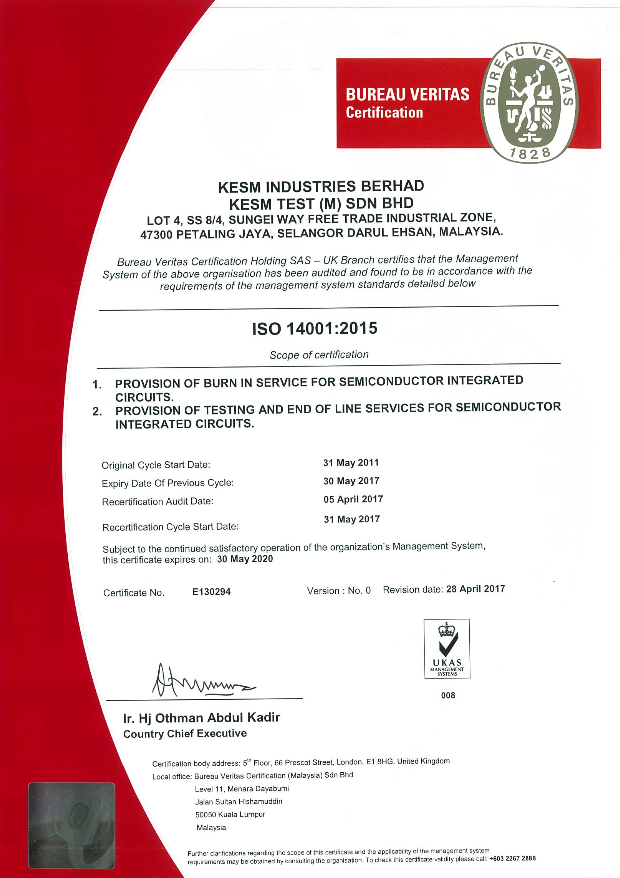 BUREAU VERITAS
Certification
BUREAU VERITAS
1828
KESM INDUSTRIES BERHAD
KESM TEST (M) SDN BHD
LOT 4, SS 8/4, SUNGEI WAY FREE TRADE INDUSTRIAL ZONE,
47300 PETALING JAYA, SELANGOR DARUL EHSAN, MALAYSIA.
Bureau Veritas Certification Holding SAS – UK Branch certifies that the Management
System of the above organisation has been audited and found to be in accordance with the
requirements of the management system standards detailed below
ISO 14001:2015
Scope of certification
1. PROVISION OF BURN IN SERVICE FOR SEMICONDUCTOR INTEGRATED
CIRCUITS.
2. PROVISION OF TESTING AND END OF LINE SERVICES FOR SEMICONDUCTOR
INTEGRATED CIRCUITS.
Original Cycle Start Date: 31 May 2011
Expiry Date Of Previous Cycle: 30 May 2017
Recertification Audit Date: 05 April 2017
Recertification Cycle Start Date: 31 May 2017
Subject to the continued satisfactory operation of the organization's Management System,
this certificate expires on: 30 May 2020
Certificate No. E130294 Version : No. 0 Revision date: 28 April 2017
UKAS
MANAGEMENT
SYSTEMS
008
Ir. Hj Othman Abdul Kadir
Country Chief Executive
Certification body address: 5th Floor, 66 Prescot Street, London, E1 8HG, United Kingdom
Local office: Bureau Veritas Certification (Malaysia) Sdn Bhd
Level 11, Menara Dayabumi
Jalan Sultan Hishamuddin
50050 Kuala Lumpur
Malaysia
Further clarifications regarding the scope of this certificate and the applicability of the management system
requirements may be obtained by consulting the organisation. To check this certificate validity please call: +603 2267 2888